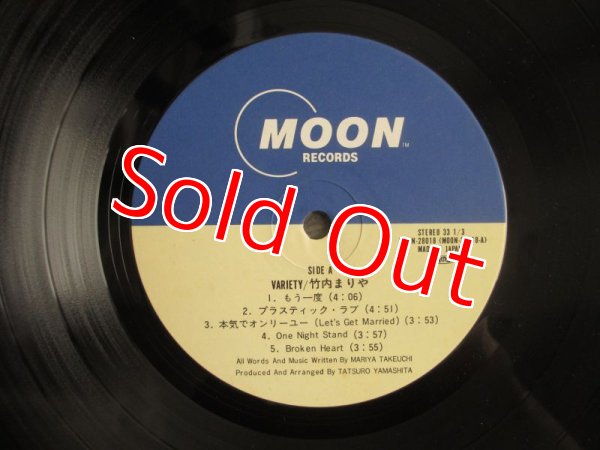 MOON
TM
RECORDS
Sold Out
STEREO 33 1/3
N-28018 (MOON-
-A)
SIDE A
VARIETY/竹内まりや
1. もう一度 (4:06)
2. プラスティック・ラブ (4:51)
3. 本気でオンリーユー (Let's Get Married) (3:53)
4. One Night Stand (3:57)
5. Broken Heart (3:55)
All Words And Music Written By MARIYA TAKEUCHI
Produced And Arranged By TATSURO YAMASHITA